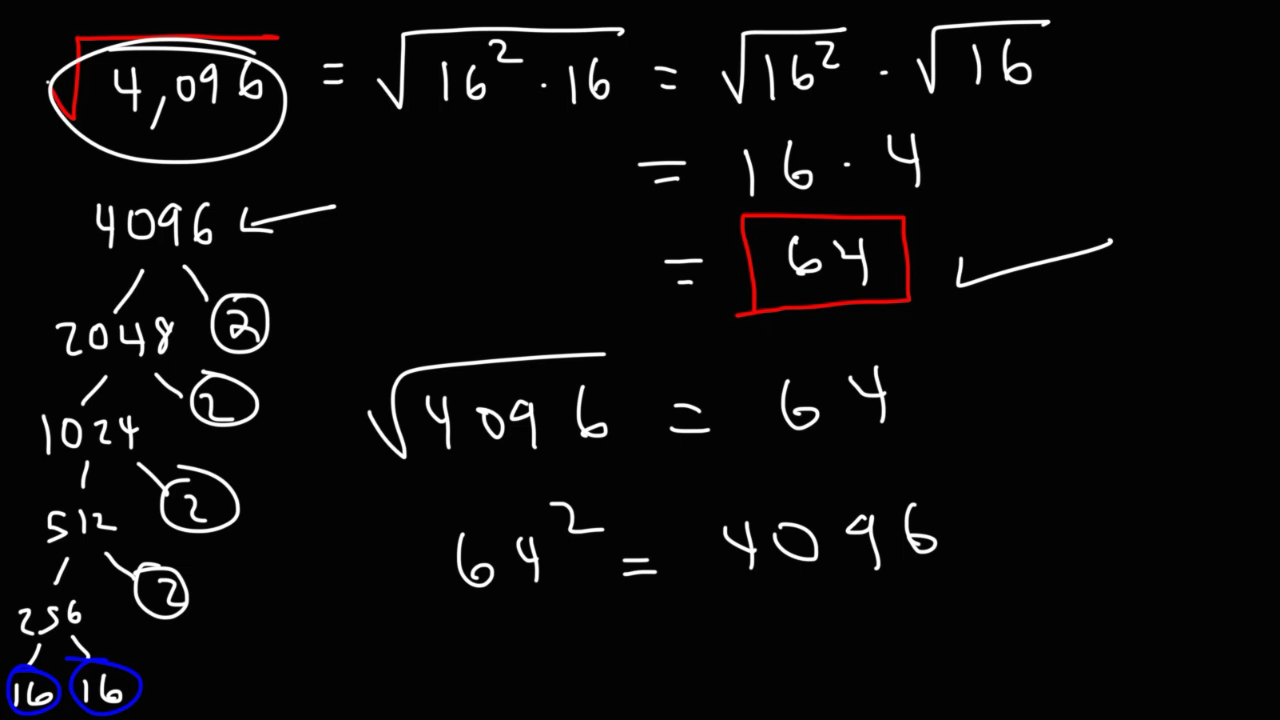 √4,096 = √16² · 16 = √16² · √16
= 16 · 4
= 64
4096
2048 2
1024 2
512 2
256 2
16 16
√4096 = 64
64² = 4096